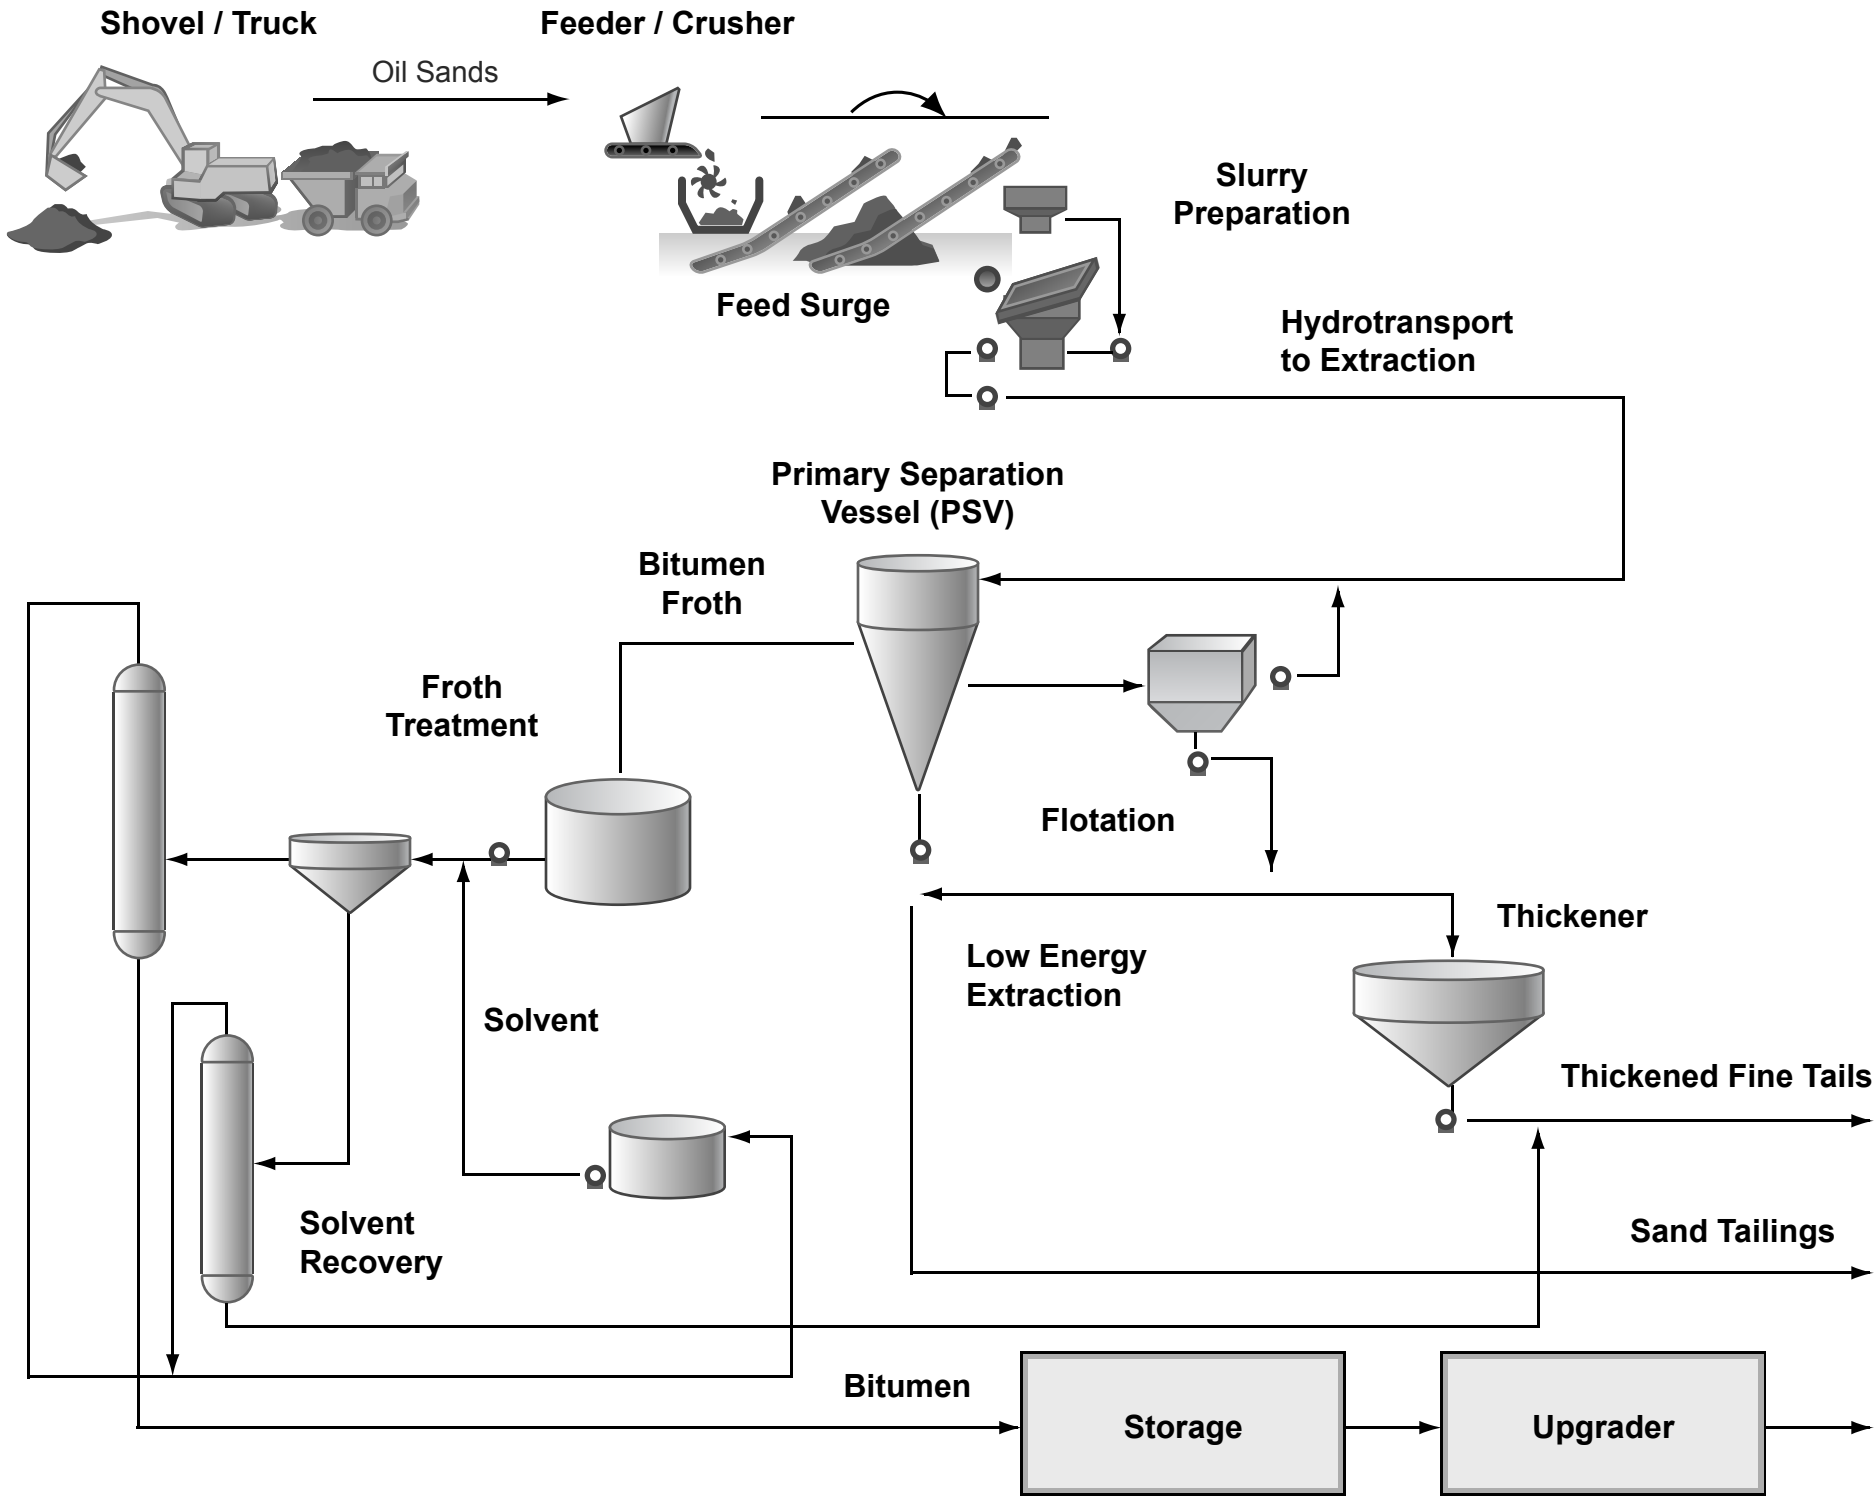 Shovel / Truck
Feeder / Crusher
Oil Sands
Slurry
Preparation
Feed Surge
Hydrotransport
to Extraction
Primary Separation
Vessel (PSV)
Bitumen
Froth
Froth
Treatment
Flotation
Thickener
Low Energy
Extraction
Solvent
Thickened Fine Tails
Solvent
Recovery
Sand Tailings
Bitumen
Storage
Upgrader